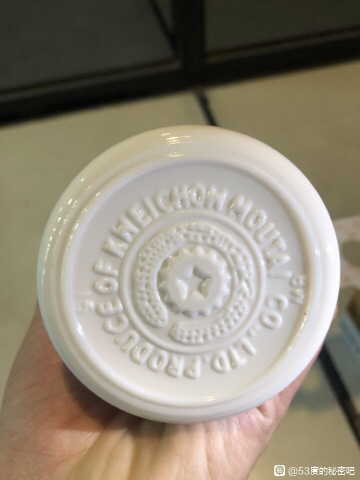 PRODUCE OF KWEICHOW MOUTAI CO., LTD.
@53度的秘密吧